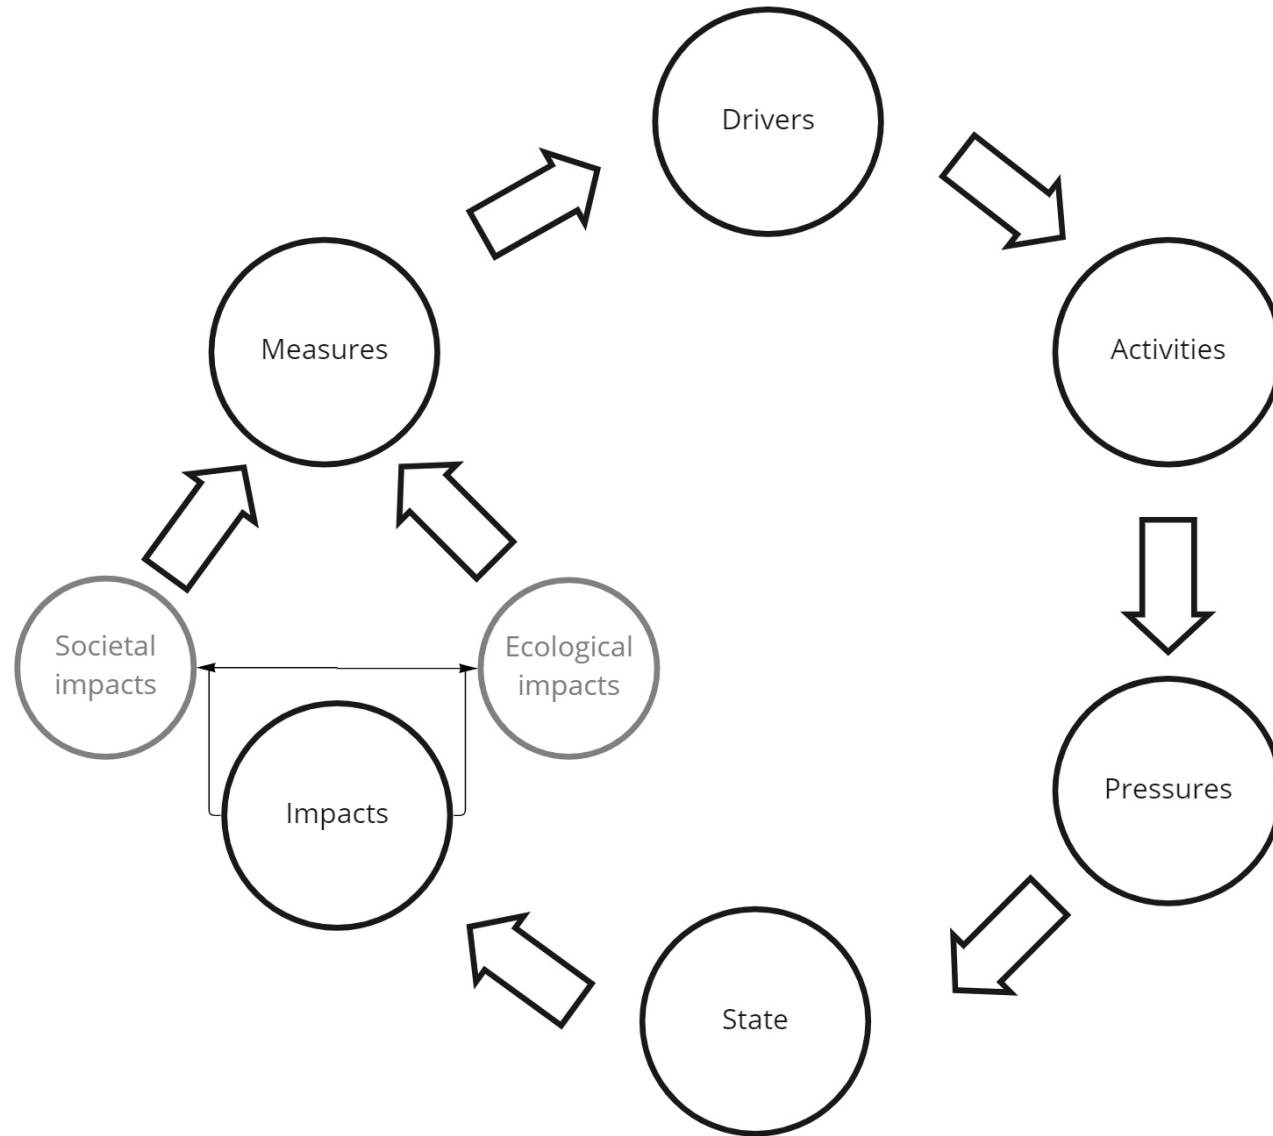 Drivers
Measures
Activities
Societal
impacts
Ecological
impacts
Pressures
Impacts
State